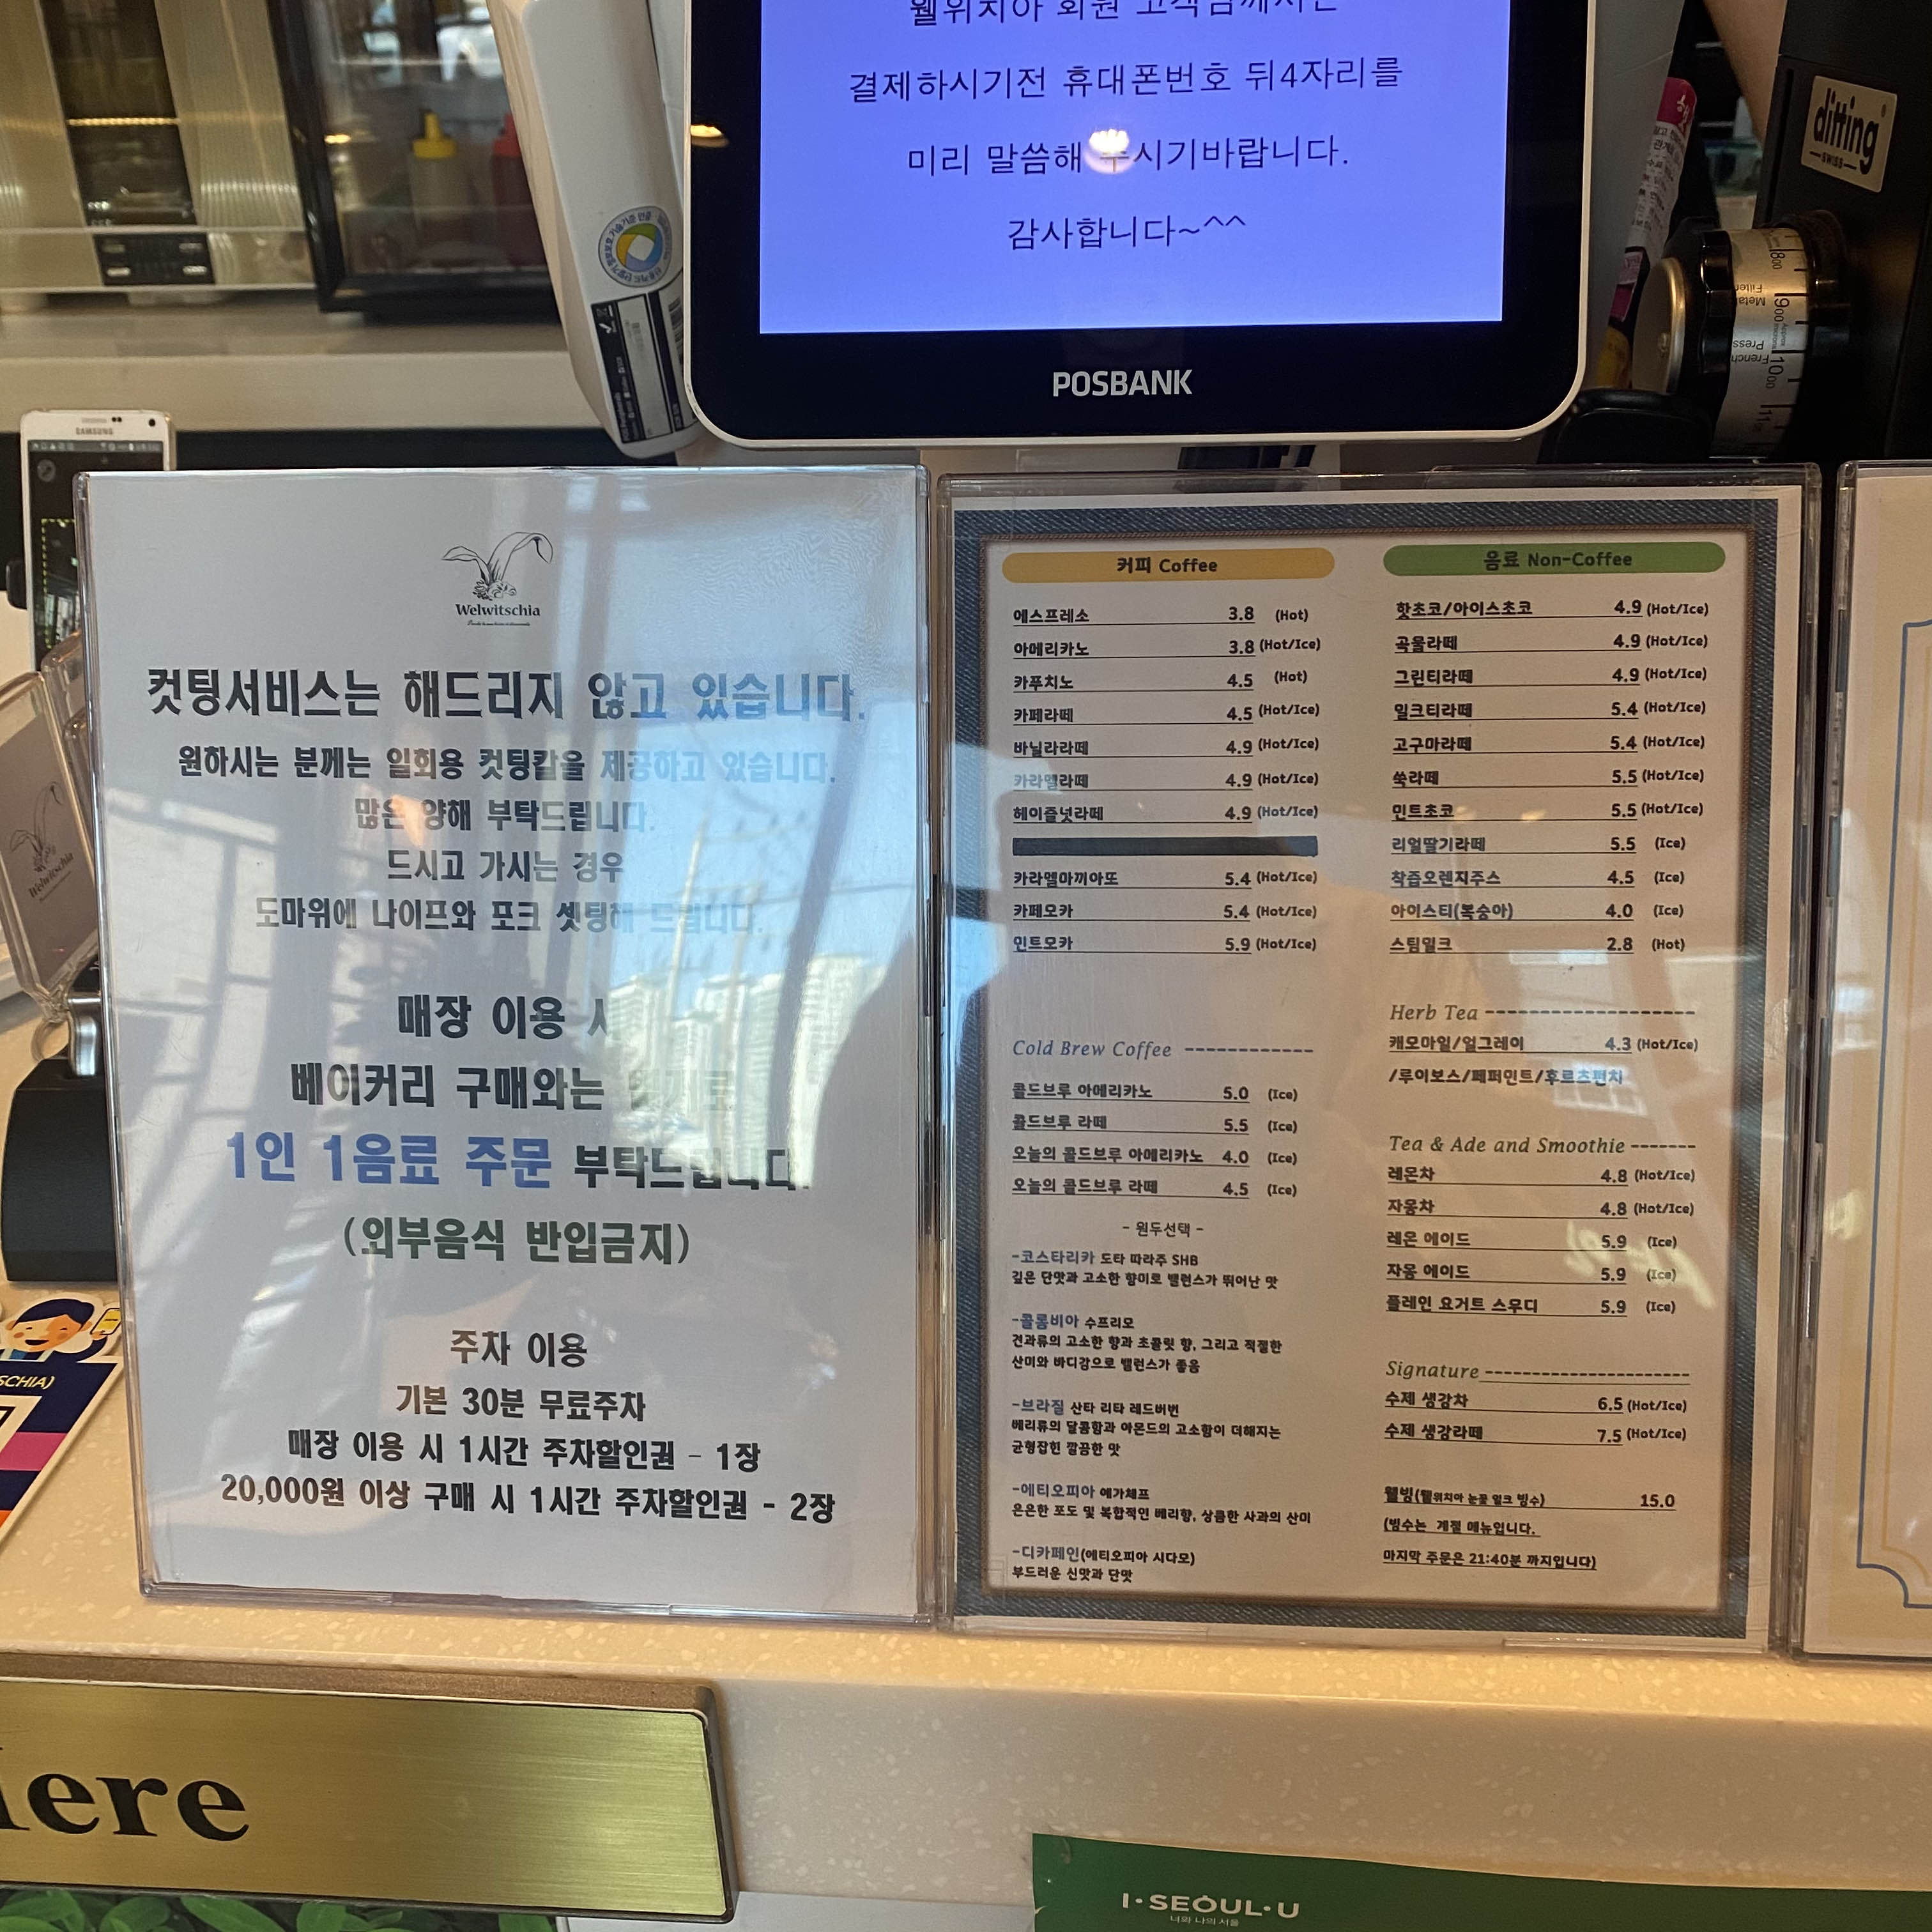 결제하시기전 휴대폰번호 뒤4자리를
미리 말씀해 주시기바랍니다.
감사합니다~^^
POSBANK
ditting
SWISS
SAMSUNG
Welwitschia
컷팅서비스는 해드리지 않고 있습니다.
원하시는 분께는 일회용 컷팅칼을 제공하고 있습니다.
많은 양해 부탁드립니다.
드시고 가시는 경우
도마위에 나이프와 포크 셋팅해 드립니다.
매장 이용
베이커리 구매와는
1인 1음료 주문 부탁드립니다.
(외부음식 반입금지)
주차 이용
기본 30분 무료주차
매장 이용 시 1시간 주차할인권 - 1장
20,000원 이상 구매 시 1시간 주차할인권 - 2장
커피 Coffee
에스프레소 3.8 (Hot)
아메리카노 3.8 (Hot/Ice)
카푸치노 4.5 (Hot)
카페라떼 4.5 (Hot/Ice)
바닐라라떼 4.9 (Hot/Ice)
카라멜라떼 4.9 (Hot/Ice)
헤이즐넛라떼 4.9 (Hot/Ice)
카라멜마끼아또 5.4 (Hot/Ice)
카페모카 5.4 (Hot/Ice)
민트모카 5.9 (Hot/Ice)
Cold Brew Coffee ------------
콜드브루 아메리카노 5.0 (Ice)
콜드브루 라떼 5.5 (Ice)
오늘의 콜드브루 아메리카노 4.0 (Ice)
오늘의 콜드브루 라떼 4.5 (Ice)
- 원두선택 -
-코스타리카 도타 따라주 SHB
깊은 단맛과 고소한 향미로 밸런스가 뛰어난 맛
-콜롬비아 수프리모
견과류의 고소한 향과 초콜릿 향, 그리고 적절한
산미와 바디감으로 밸런스가 좋음
-브라질 산타 리타 레드버번
베리류의 달콤함과 아몬드의 고소함이 더해지는
균형잡힌 깔끔한 맛
-에티오피아 예가체프
은은한 포도 및 복합적인 베리향, 상큼한 사과의 산미
-디카페인(에티오피아 시다모)
부드러운 신맛과 단맛
음료 Non-Coffee
핫초코/아이스초코 4.9 (Hot/Ice)
곡물라떼 4.9 (Hot/Ice)
그린티라떼 4.9 (Hot/Ice)
밀크티라떼 5.4 (Hot/Ice)
고구마라떼 5.4 (Hot/Ice)
쑥라떼 5.5 (Hot/Ice)
민트초코 5.5 (Hot/Ice)
리얼딸기라떼 5.5 (Ice)
착즙오렌지주스 4.5 (Ice)
아이스티(복숭아) 4.0 (Ice)
스팀밀크 2.8 (Hot)
Herb Tea -------------------
캐모마일/얼그레이 4.3 (Hot/Ice)
/루이보스/페퍼민트/후르츠펀치
Tea & Ade and Smoothie -------
레몬차 4.8 (Hot/Ice)
자몽차 4.8 (Hot/Ice)
레몬 에이드 5.9 (Ice)
자몽 에이드 5.9 (Ice)
플레인 요거트 스무디 5.9 (Ice)
Signature ----------------------
수제 생강차 6.5 (Hot/Ice)
수제 생강라떼 7.5 (Hot/Ice)
웰빙(웰위치아 눈꽃 밀크 빙수) 15.0
(빙수는 계절 메뉴입니다.
마지막 주문은 21:40분 까지입니다)
SCHIA)
ere
I·SEOUL·U
너와 나의 서울